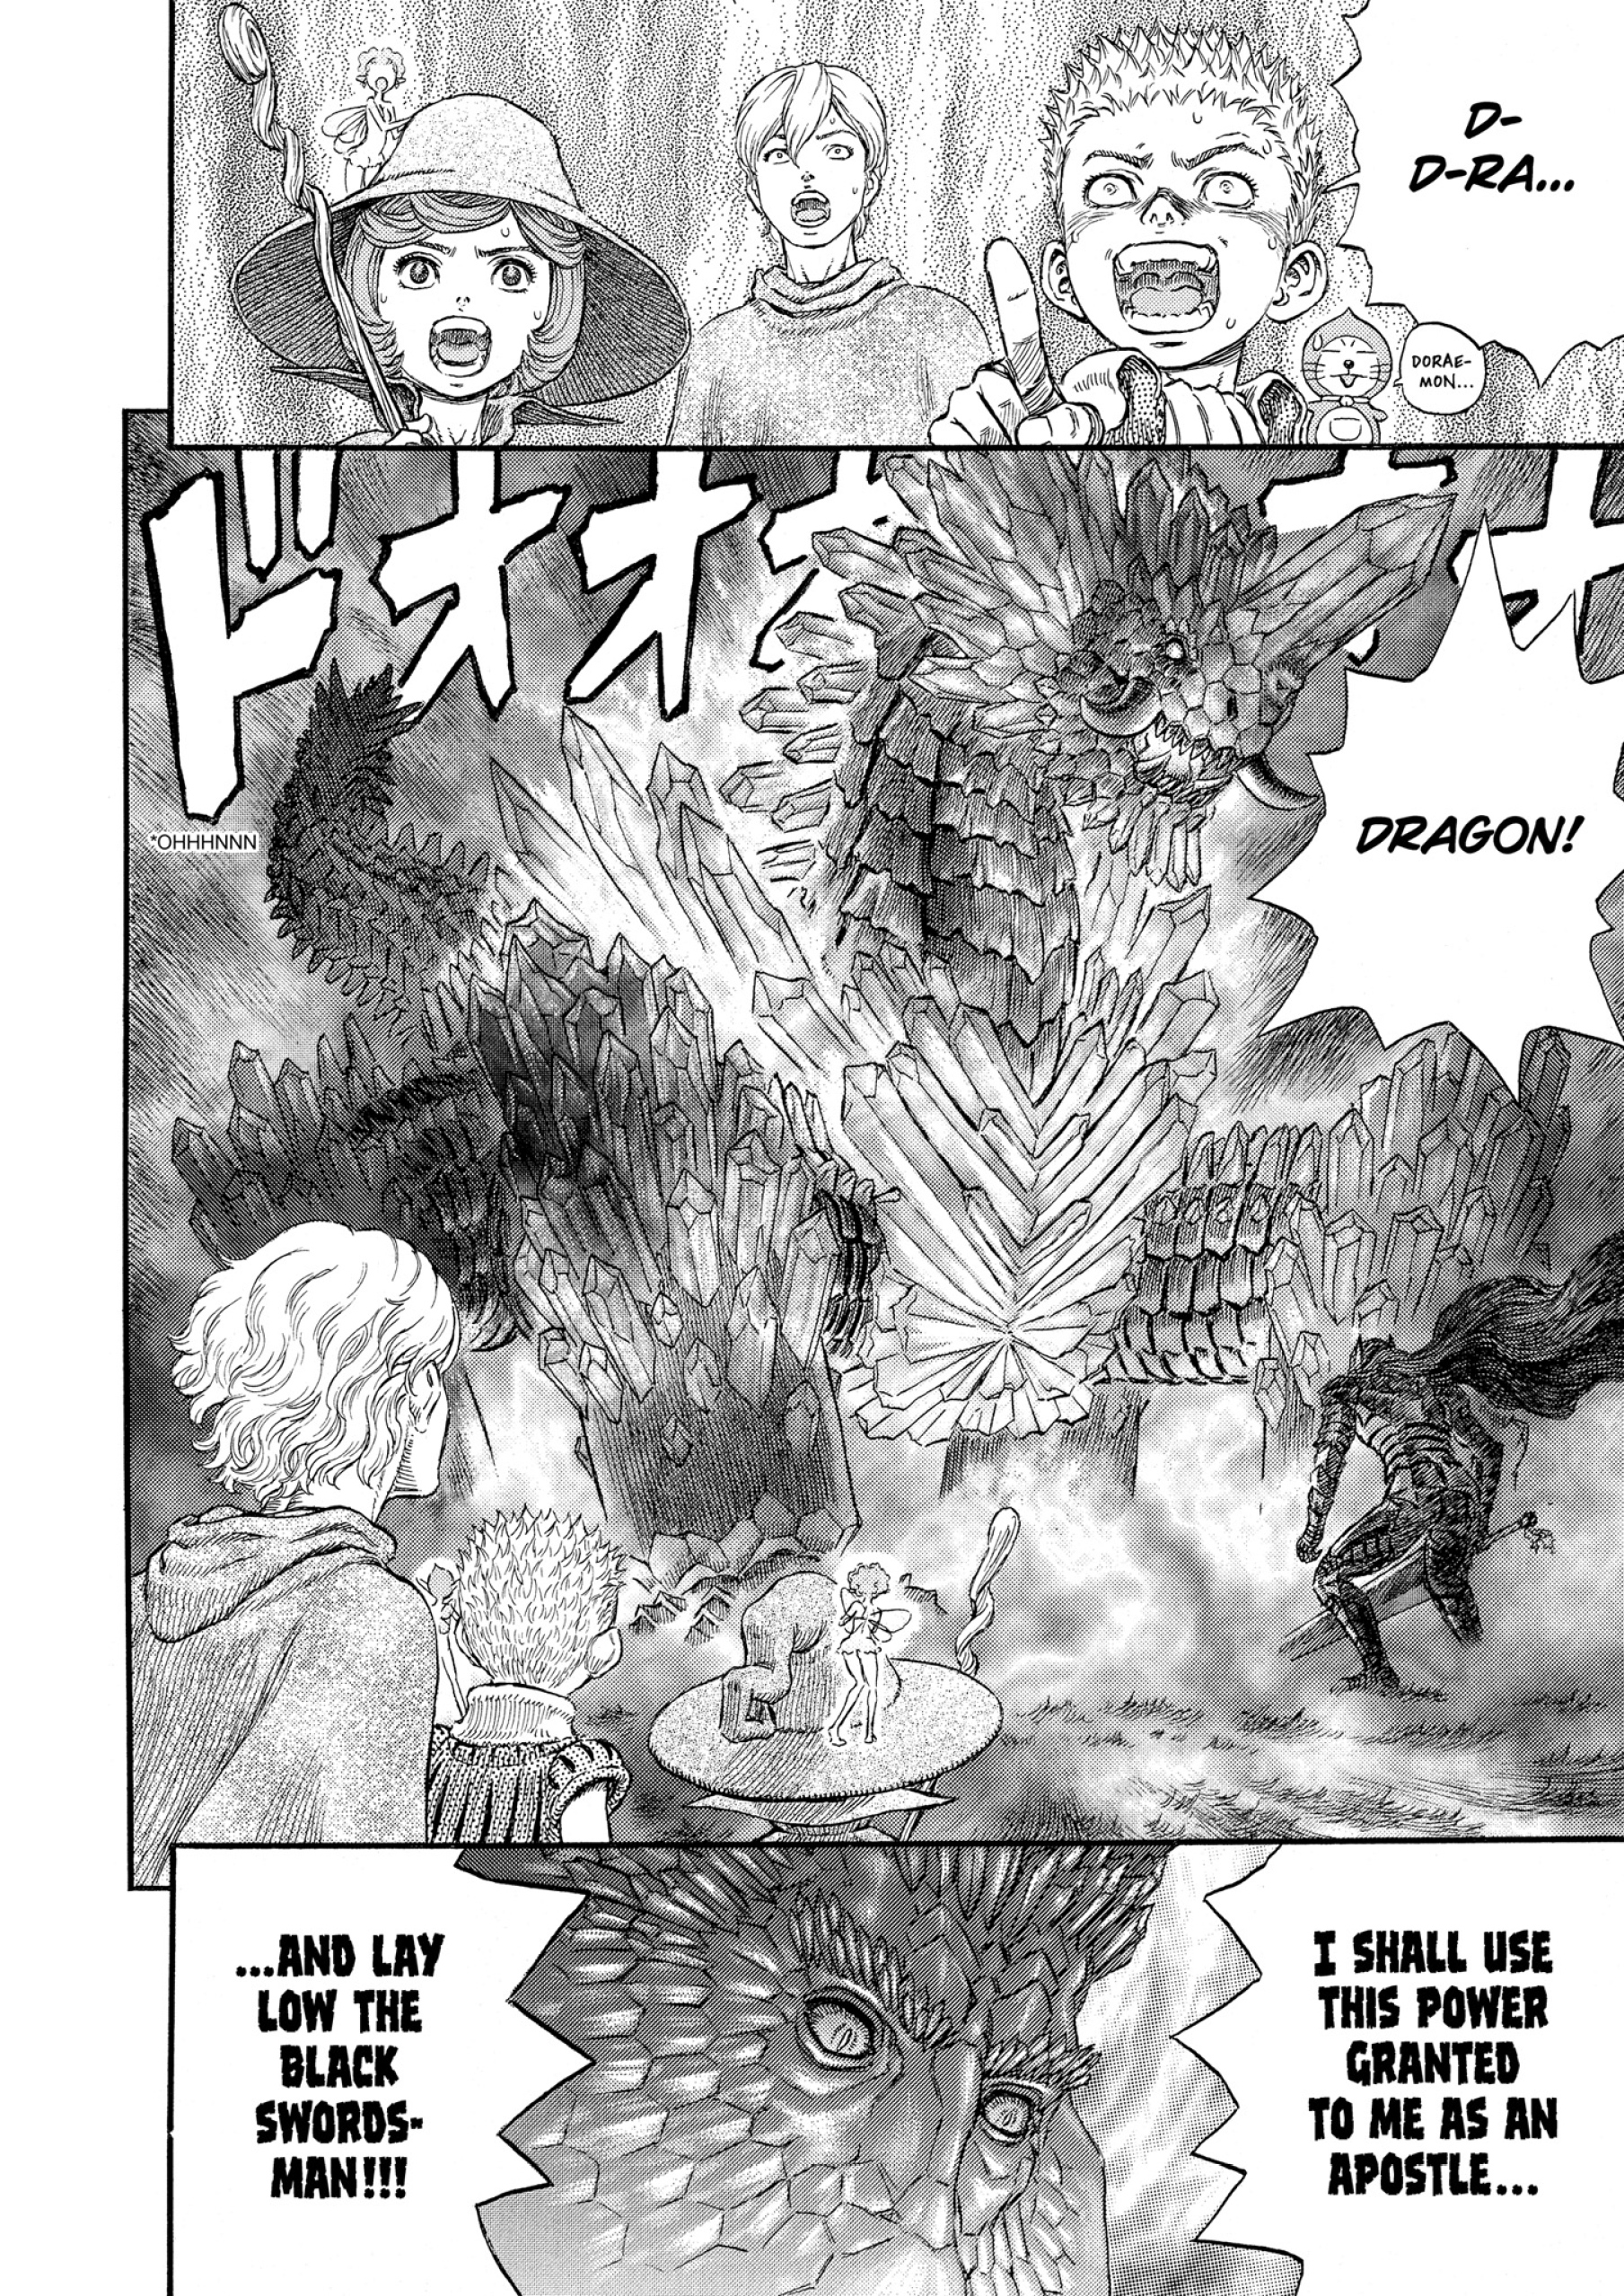 D-
D-RA...
DORAE-
MON...
ドオオ
*OHHHNNN
DRAGON!
I SHALL USE
THIS POWER
GRANTED
TO ME AS AN
APOSTLE...
...AND LAY
LOW THE
BLACK
SWORDS-
MAN!!!